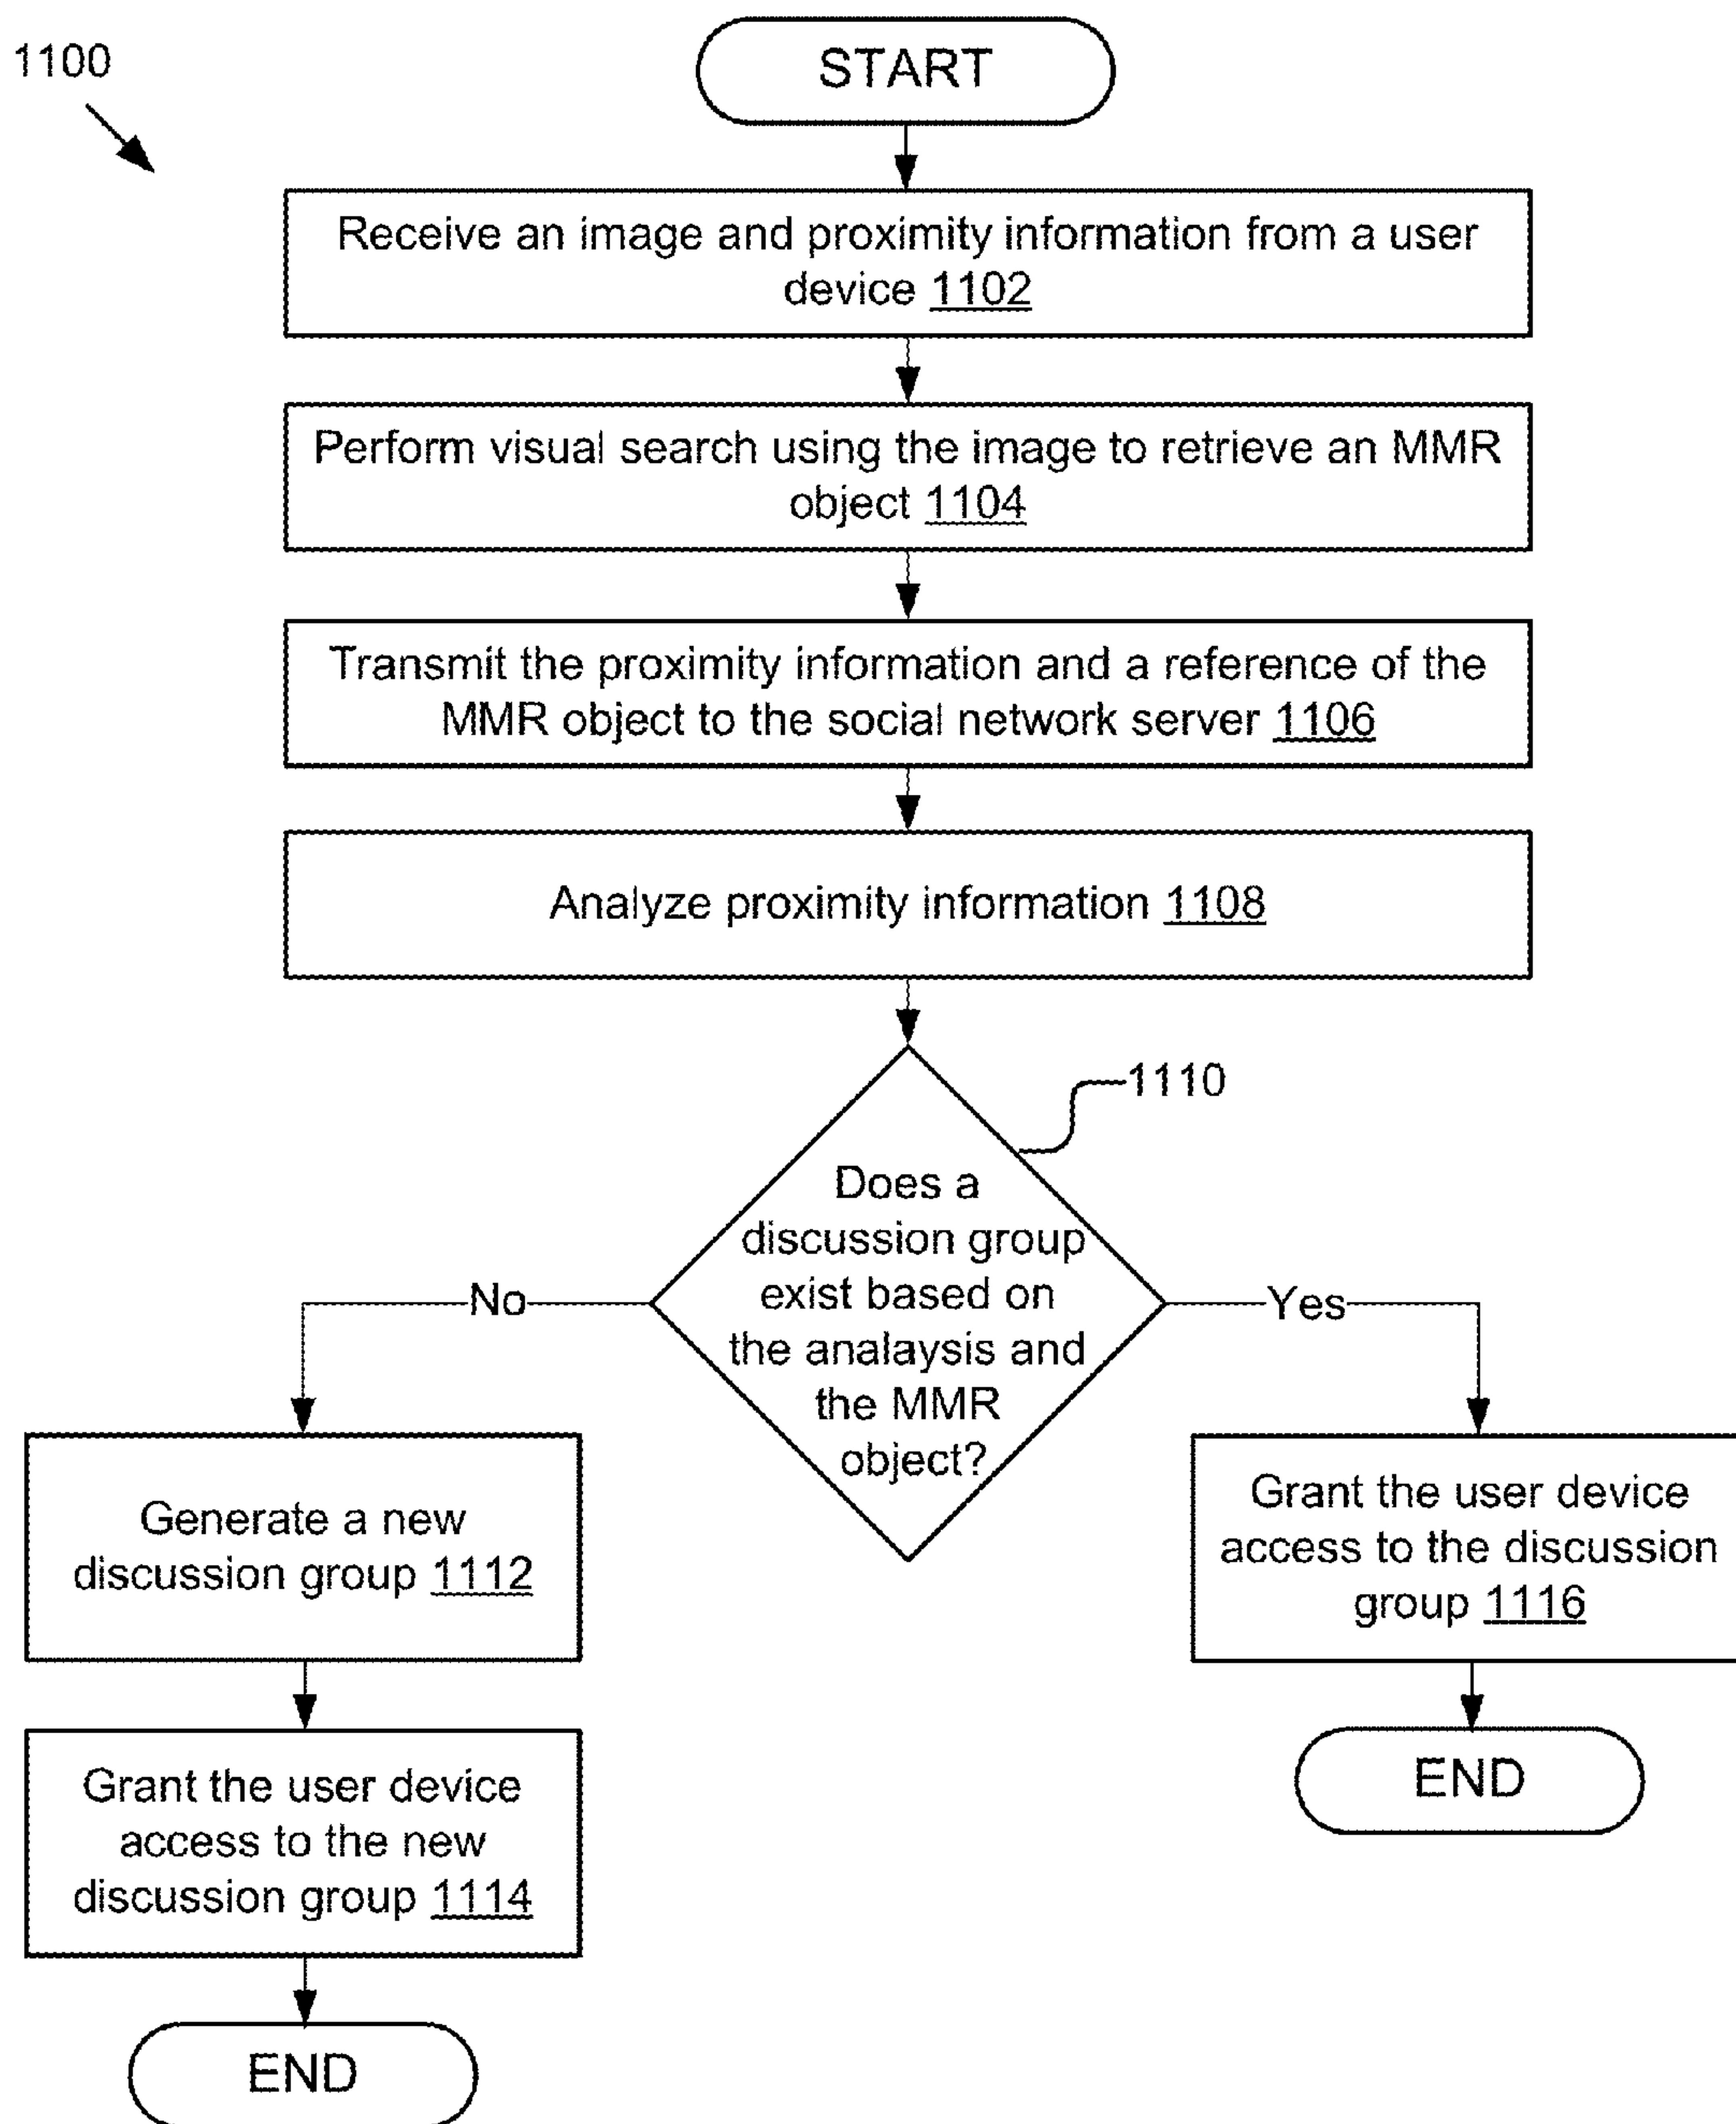 1100
START
Receive an image and proximity information from a user
device 1102
Perform visual search using the image to retrieve an MMR
object 1104
Transmit the proximity information and a reference of the
MMR object to the social network server 1106
Analyze proximity information 1108
1110
Does a
discussion group
exist based on
the analaysis and
the MMR
object?
No
Yes
Generate a new
discussion group 1112
Grant the user device
access to the new
discussion group 1114
END
Grant the user device
access to the discussion
group 1116
END